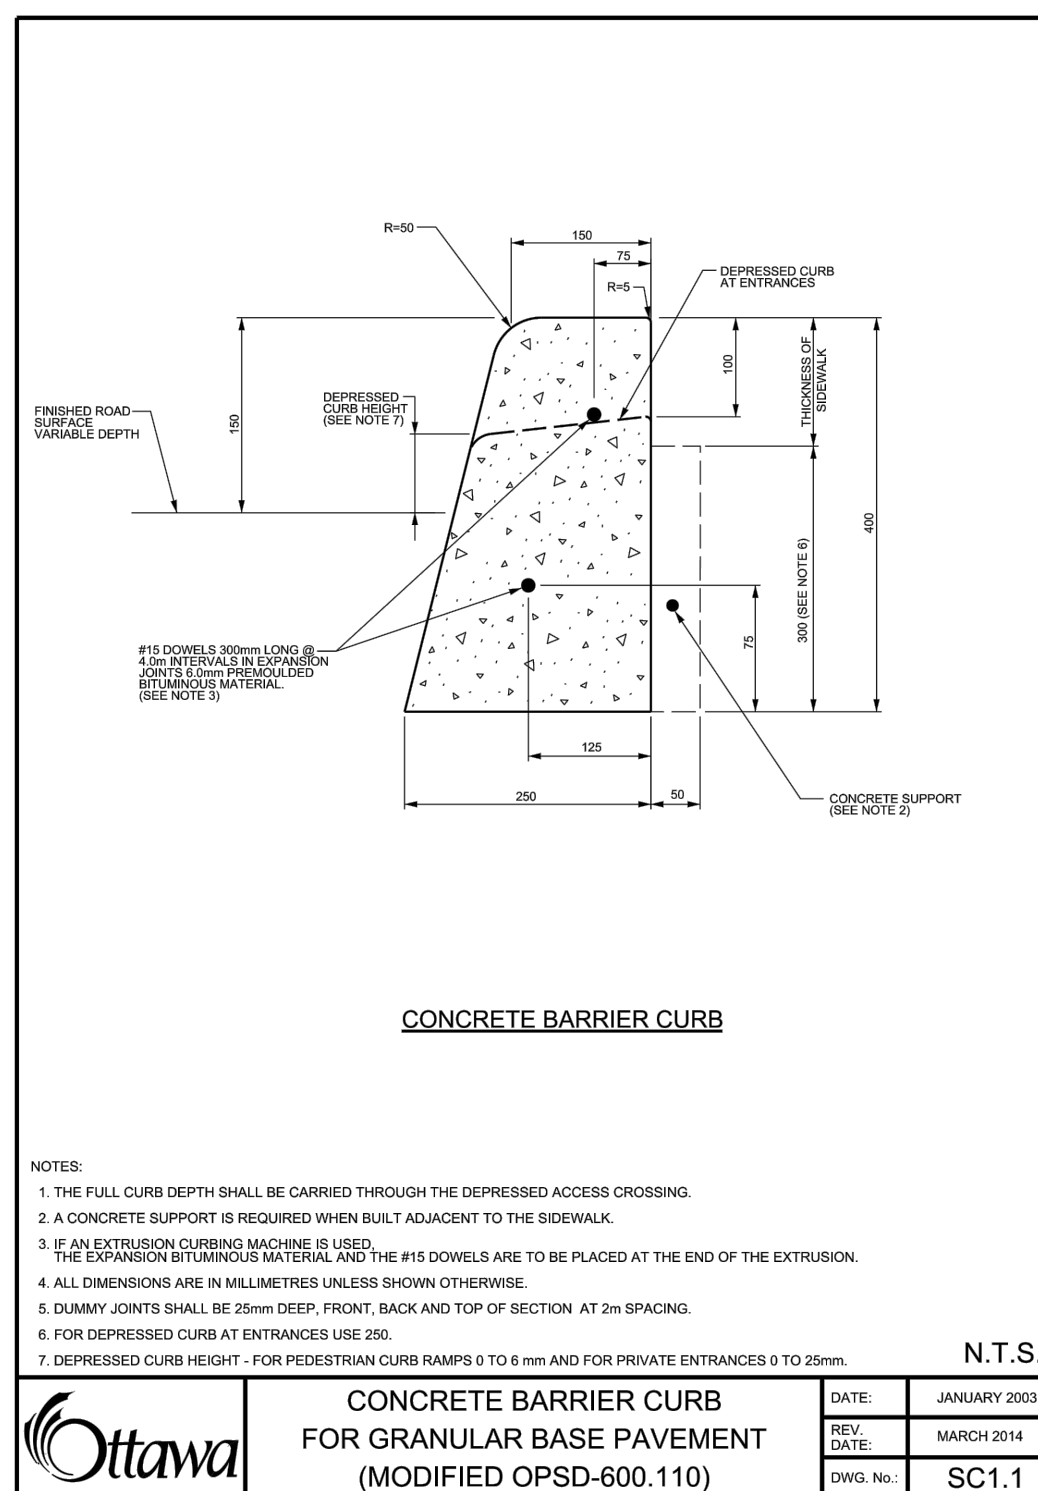 R=50
150
75
R=5
DEPRESSED CURB
AT ENTRANCES
100
THICKNESS OF
SIDEWALK
DEPRESSED
CURB HEIGHT
(SEE NOTE 7)
FINISHED ROAD
SURFACE
VARIABLE DEPTH
150
400
300 (SEE NOTE 6)
75
#15 DOWELS 300mm LONG @
4.0m INTERVALS IN EXPANSION
JOINTS 6.0mm PREMOULDED
BITUMINOUS MATERIAL.
(SEE NOTE 3)
125
250
50
CONCRETE SUPPORT
(SEE NOTE 2)
CONCRETE BARRIER CURB
NOTES:
1. THE FULL CURB DEPTH SHALL BE CARRIED THROUGH THE DEPRESSED ACCESS CROSSING.
2. A CONCRETE SUPPORT IS REQUIRED WHEN BUILT ADJACENT TO THE SIDEWALK.
3. IF AN EXTRUSION CURBING MACHINE IS USED,
THE EXPANSION BITUMINOUS MATERIAL AND THE #15 DOWELS ARE TO BE PLACED AT THE END OF THE EXTRUSION.
4. ALL DIMENSIONS ARE IN MILLIMETRES UNLESS SHOWN OTHERWISE.
5. DUMMY JOINTS SHALL BE 25mm DEEP, FRONT, BACK AND TOP OF SECTION AT 2m SPACING.
6. FOR DEPRESSED CURB AT ENTRANCES USE 250.
7. DEPRESSED CURB HEIGHT - FOR PEDESTRIAN CURB RAMPS 0 TO 6 mm AND FOR PRIVATE ENTRANCES 0 TO 25mm.
N.T.S.
Ottawa
CONCRETE BARRIER CURB
FOR GRANULAR BASE PAVEMENT
(MODIFIED OPSD-600.110)
DATE: JANUARY 2003
REV.
DATE: MARCH 2014
DWG. No.: SC1.1